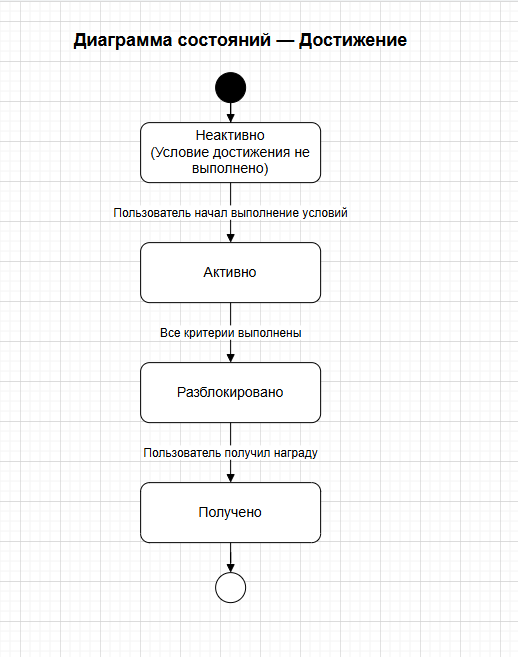 Диаграмма состояний — Достижение
Неактивно
(Условие достижения не
выполнено)
Пользователь начал выполнение условий
Активно
Все критерии выполнены
Разблокировано
Пользователь получил награду
Получено